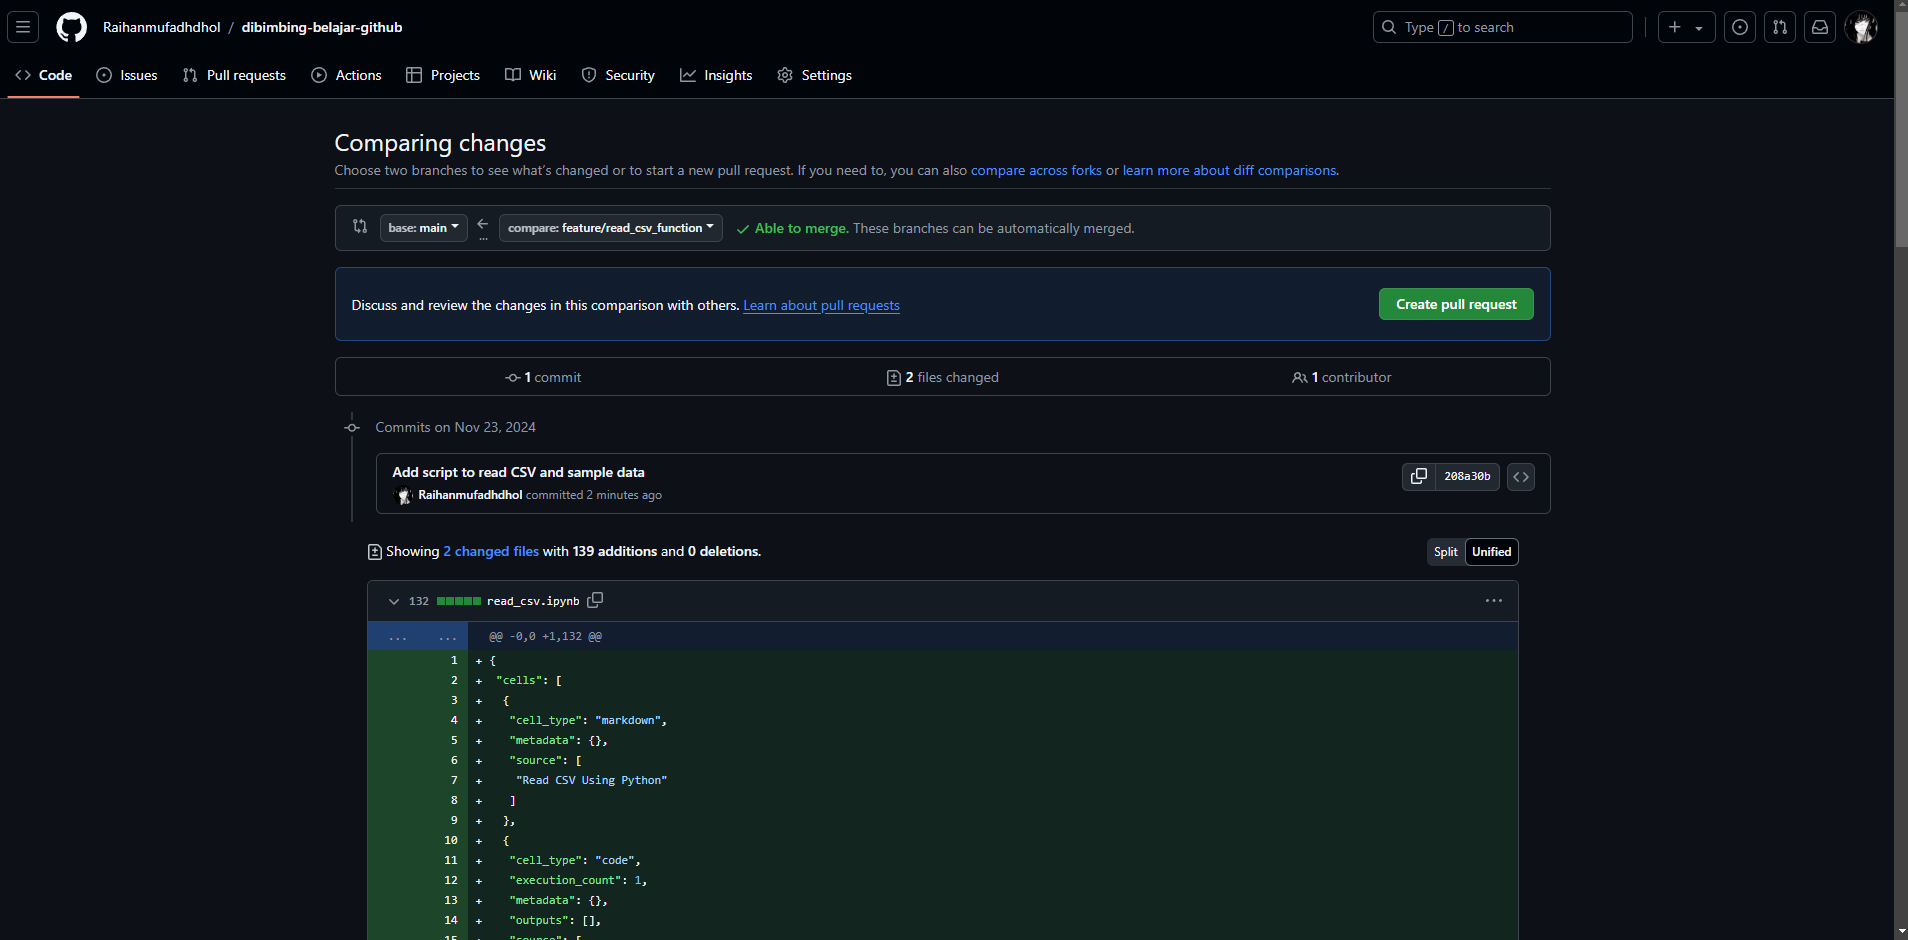 Raihanmufadhdhol / dibimbing-belajar-github
Type / to search
Code Issues Pull requests Actions Projects Wiki Security Insights Settings
Comparing changes
Choose two branches to see what's changed or to start a new pull request. If you need to, you can also compare across forks or learn more about diff comparisons.
base: main ... compare: feature/read_csv_function Able to merge. These branches can be automatically merged.
Discuss and review the changes in this comparison with others. Learn about pull requests
Create pull request
1 commit 2 files changed 1 contributor
Commits on Nov 23, 2024
Add script to read CSV and sample data
Raihanmufadhdhol committed 2 minutes ago
208a30b
Showing 2 changed files with 139 additions and 0 deletions.
Split Unified
132 read_csv.ipynb
... ... @@ -0,0 +1,132 @@
1 + {
2 + "cells": [
3 + {
4 + "cell_type": "markdown",
5 + "metadata": {},
6 + "source": [
7 + "Read CSV Using Python"
8 + ]
9 + },
10 + {
11 + "cell_type": "code",
12 + "execution_count": 1,
13 + "metadata": {},
14 + "outputs": [],
15 + "source": [